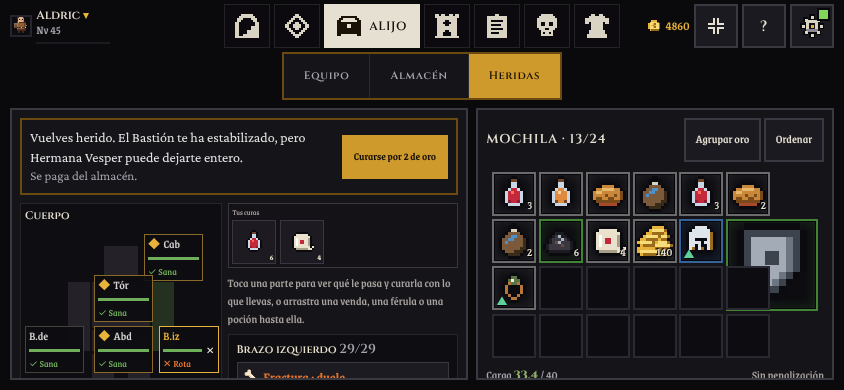 ALDRIC ▾
Nv 45
ALIJO
4860
?
EQUIPO
ALMACÉN
HERIDAS
Vuelves herido. El Bastión te ha estabilizado, pero
Hermana Vesper puede dejarte entero.
Se paga del almacén.
Curarse por 2 de oro
CUERPO
Cab
✓ Sana
Tór
✓ Sana
B.de
✓ Sana
Abd
✓ Sana
B.iz
✕
✕ Rota
Tus curas
6
4
Toca una parte para ver qué le pasa y curarla con lo
que llevas, o arrastra una venda, una férula o una
poción hasta ella.
BRAZO IZQUIERDO 29/29
Fractura · duele
MOCHILA · 13/24
Agrupar oro
Ordenar
3
3
2
2
6
4
140
Carga 33.4 / 40
Sin penalización